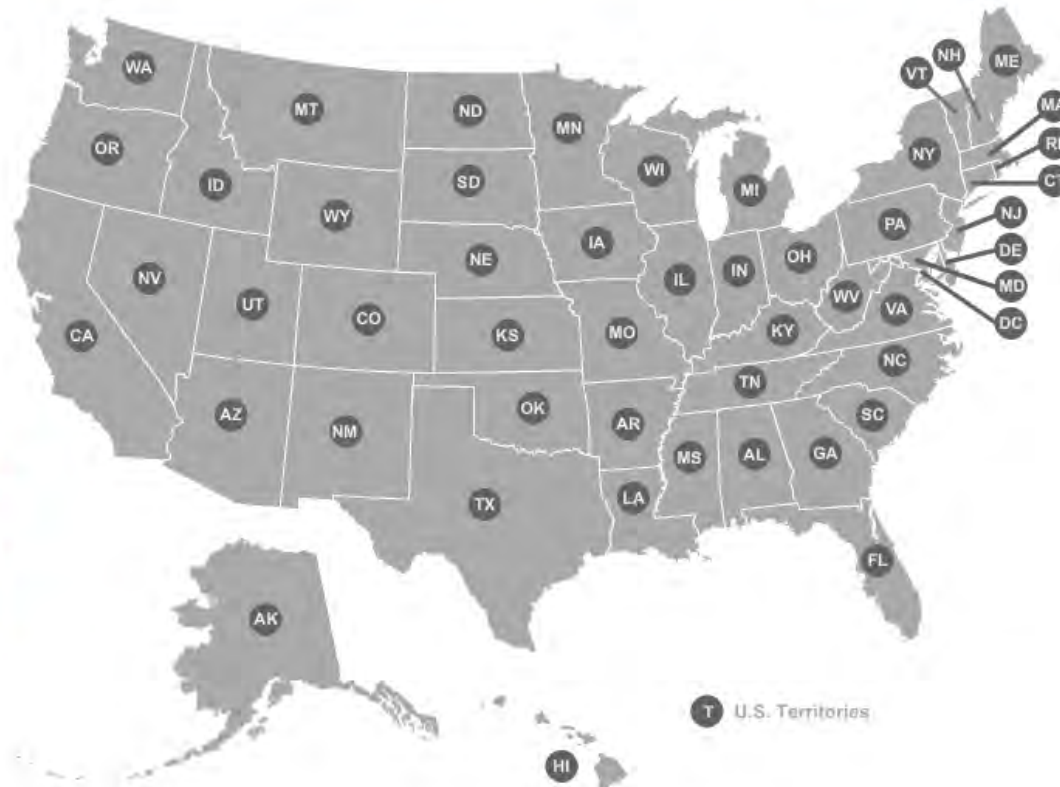 WA
MT
ND
MN
VT
NH
ME
OR
ID
SD
WI
MI
NY
MA
RI
CT
WY
NE
IA
PA
NJ
NV
UT
CO
KS
IL
IN
OH
DE
MD
DC
CA
MO
KY
WV
VA
AZ
NM
OK
AR
TN
NC
SC
TX
LA
MS
AL
GA
FL
AK
HI
T U.S. Territories